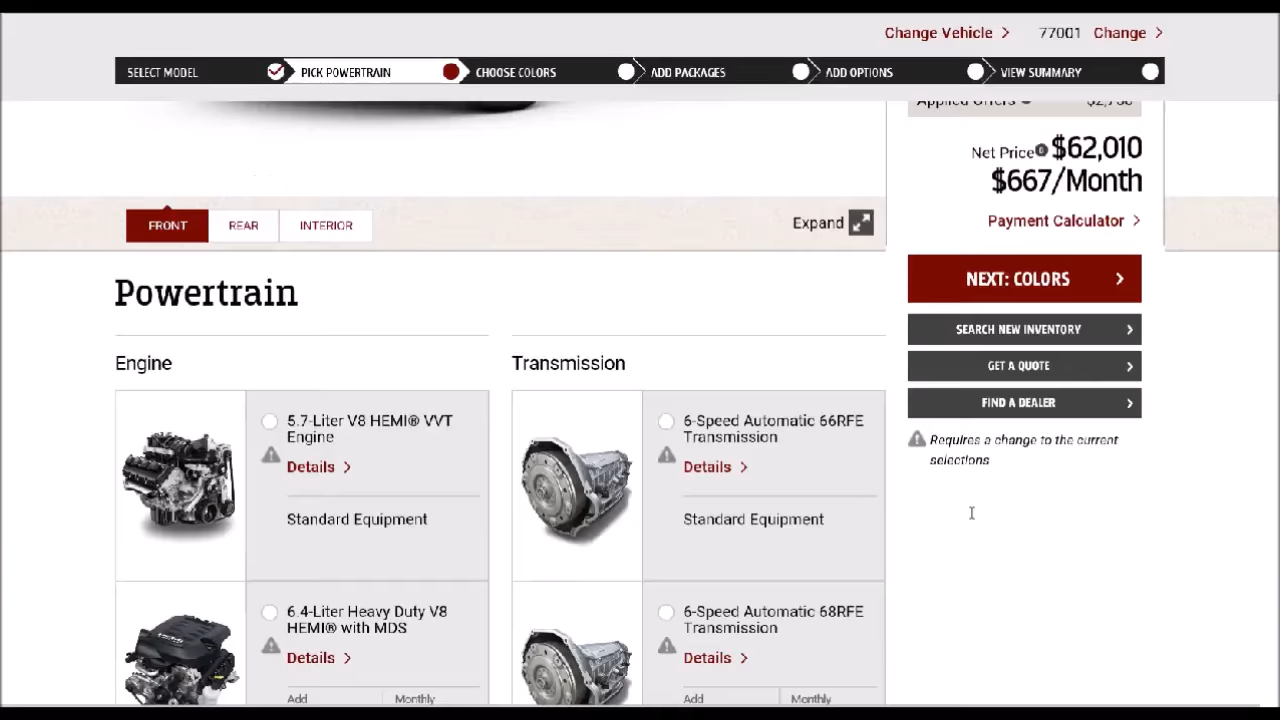 Change Vehicle > 77001 Change >
SELECT MODEL PICK POWERTRAIN CHOOSE COLORS ADD PACKAGES ADD OPTIONS VIEW SUMMARY
Applied Offers
Net Price $62,010
$667/Month
Payment Calculator >
FRONT REAR INTERIOR Expand
NEXT: COLORS >
SEARCH NEW INVENTORY >
GET A QUOTE >
FIND A DEALER >
Requires a change to the current
selections
Powertrain
Engine
5.7-Liter V8 HEMI® VVT
Engine
Details >
Standard Equipment
6.4-Liter Heavy Duty V8
HEMI® with MDS
Details >
Add Monthly
Transmission
6-Speed Automatic 66RFE
Transmission
Details >
Standard Equipment
6-Speed Automatic 68RFE
Transmission
Details >
Add Monthly